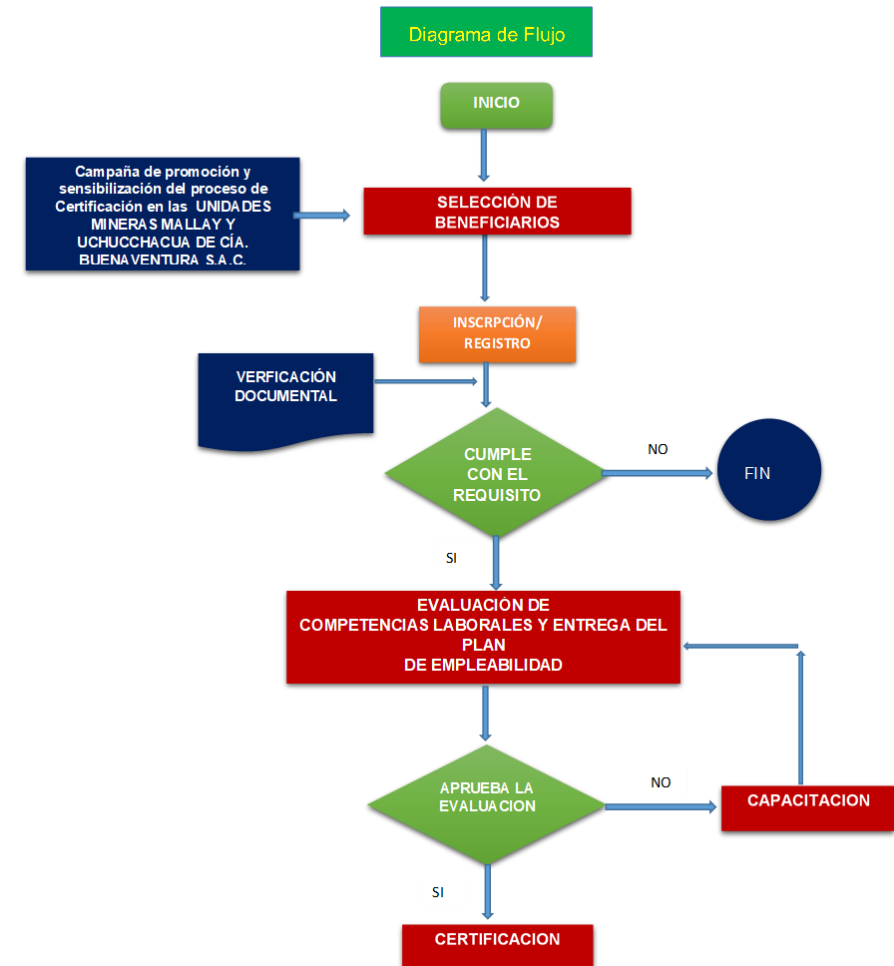 Diagrama de Flujo
INICIO
Campaña de promoción y
sensibilización del proceso de
Certificación en las UNIDADES
MINERAS MALLAY Y
UCHUCCHACUA DE CÍA.
BUENAVENTURA S.A.C.
SELECCIÓN DE
BENEFICIARIOS
INSCRPCIÓN/
REGISTRO
VERFICACIÓN
DOCUMENTAL
CUMPLE
CON EL
REQUISITO
NO
FIN
SI
EVALUACIÓN DE
COMPETENCIAS LABORALES Y ENTREGA DEL
PLAN
DE EMPLEABILIDAD
APRUEBA LA
EVALUACION
NO
CAPACITACION
SI
CERTIFICACION